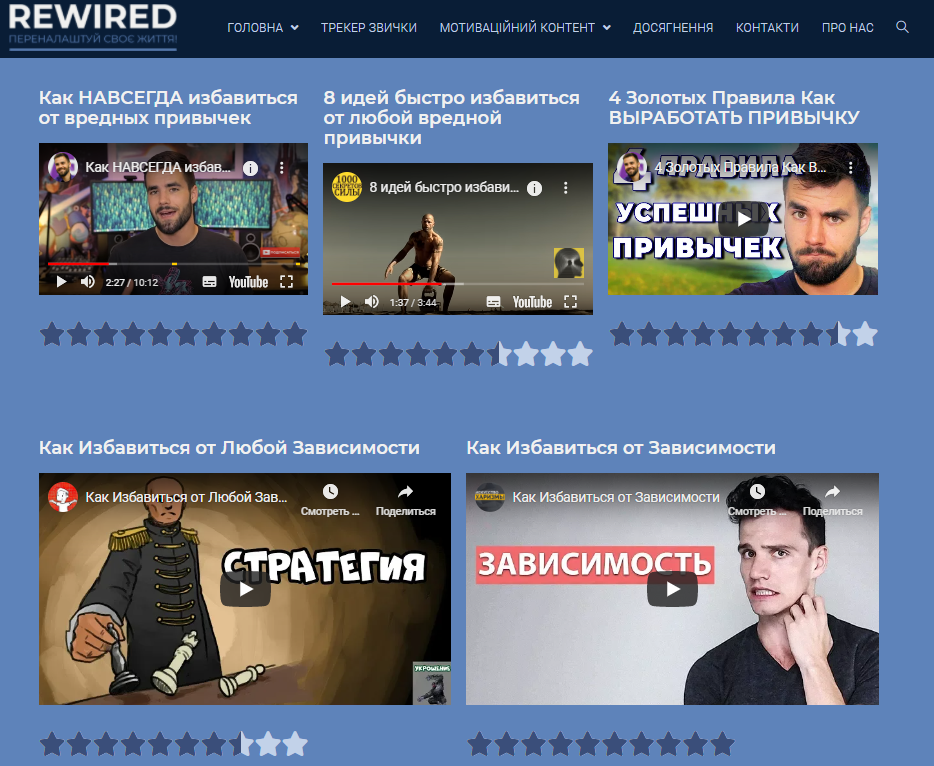 REWIRED
ПЕРЕНАЛАШТУЙ СВОЄ ЖИТТЯ!
ГОЛОВНА ТРЕКЕР ЗВИЧКИ МОТИВАЦІЙНИЙ КОНТЕНТ ДОСЯГНЕННЯ КОНТАКТИ ПРО НАС
Как НАВСЕГДА избавиться
от вредных привычек
8 идей быстро избавиться
от любой вредной
привычки
4 Золотых Правила Как
ВЫРАБОТАТЬ ПРИВЫЧКУ
Как НАВСЕГДА избав...
ПОДПИСАТЬСЯ
2:27 / 10:12 YouTube
1000
СЕКРЕТОВ
СИЛЫ
8 идей быстро избави...
1:37 / 3:44 YouTube
4 Золотых Правила Как В...
4 ПРАВИЛА
УСПЕШНЫХ
ПРИВЫЧЕК
Как Избавиться от Любой Зависимости
Как Избавиться от Любой Зав...
Смотреть ... Поделиться
СТРАТЕГИЯ
УКРОЩЕНИЕ
Как Избавиться от Зависимости
ХАРИЗМЫ
Как Избавиться от Зависимости
Смотреть ... Поделиться
ЗАВИСИМОСТЬ